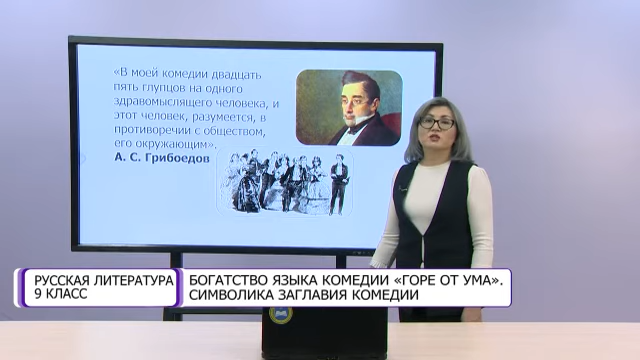 «В моей комедии двадцать
пять глупцов на одного
здравомыслящего человека, и
этот человек, разумеется, в
противоречии с обществом,
его окружающим».
А. С. Грибоедов
РУССКАЯ ЛИТЕРАТУРА
9 КЛАСС
БОГАТСТВО ЯЗЫКА КОМЕДИИ «ГОРЕ ОТ УМА».
СИМВОЛИКА ЗАГЛАВИЯ КОМЕДИИ